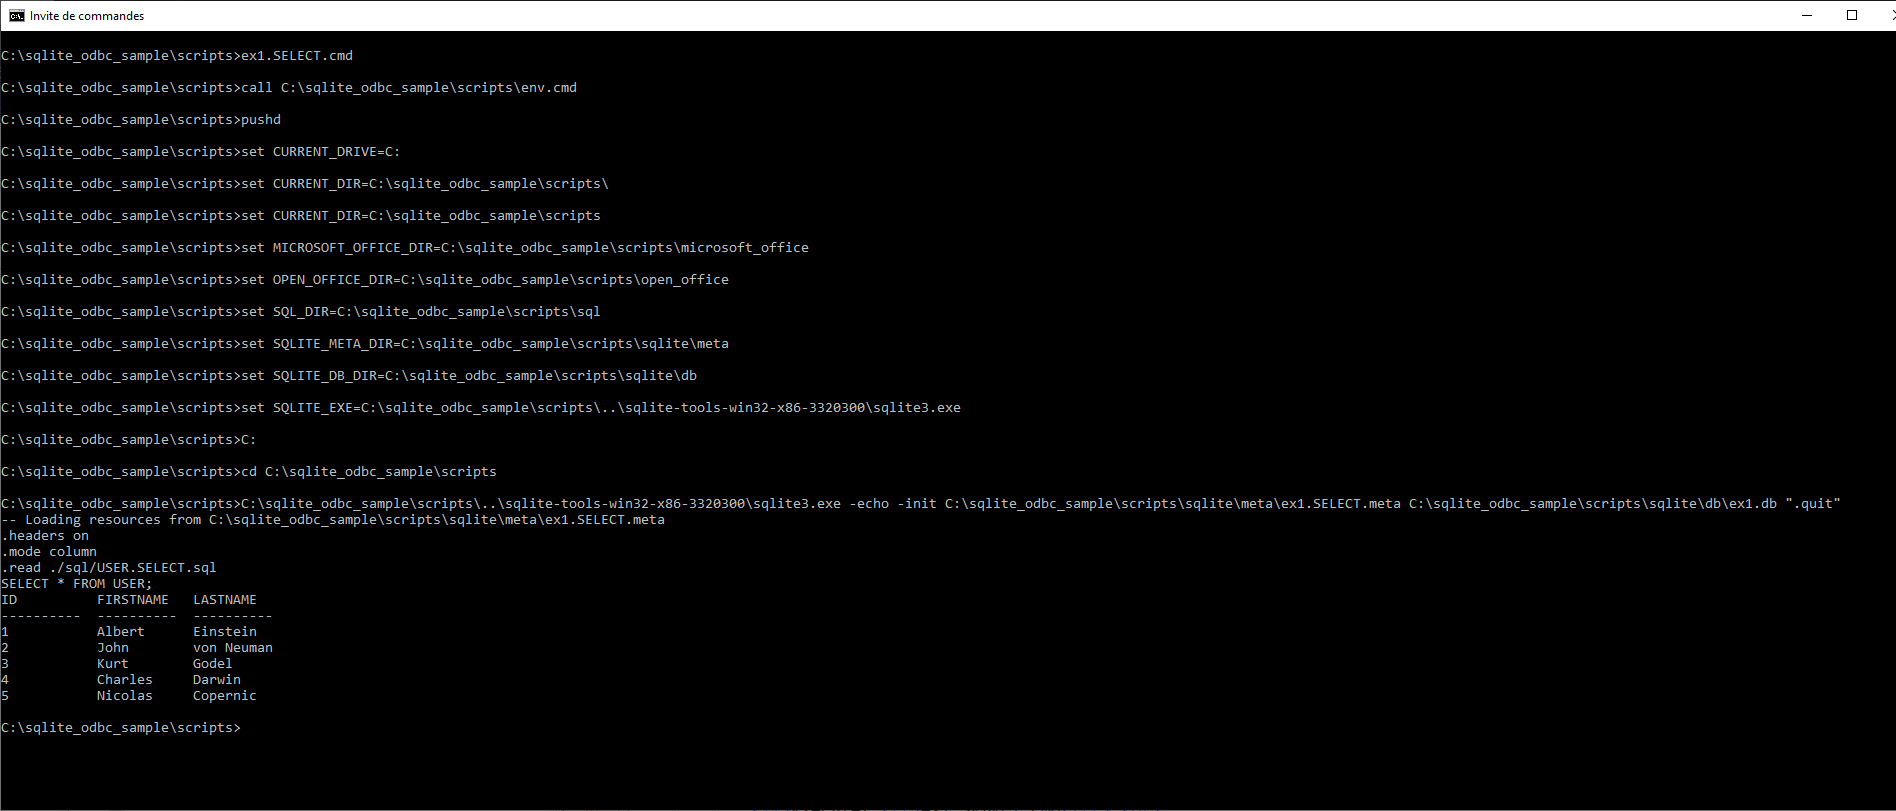 Invite de commandes
C:\sqlite_odbc_sample\scripts>ex1.SELECT.cmd
C:\sqlite_odbc_sample\scripts>call C:\sqlite_odbc_sample\scripts\env.cmd
C:\sqlite_odbc_sample\scripts>pushd
C:\sqlite_odbc_sample\scripts>set CURRENT_DRIVE=C:
C:\sqlite_odbc_sample\scripts>set CURRENT_DIR=C:\sqlite_odbc_sample\scripts\
C:\sqlite_odbc_sample\scripts>set CURRENT_DIR=C:\sqlite_odbc_sample\scripts
C:\sqlite_odbc_sample\scripts>set MICROSOFT_OFFICE_DIR=C:\sqlite_odbc_sample\scripts\microsoft_office
C:\sqlite_odbc_sample\scripts>set OPEN_OFFICE_DIR=C:\sqlite_odbc_sample\scripts\open_office
C:\sqlite_odbc_sample\scripts>set SQL_DIR=C:\sqlite_odbc_sample\scripts\sql
C:\sqlite_odbc_sample\scripts>set SQLITE_META_DIR=C:\sqlite_odbc_sample\scripts\sqlite\meta
C:\sqlite_odbc_sample\scripts>set SQLITE_DB_DIR=C:\sqlite_odbc_sample\scripts\sqlite\db
C:\sqlite_odbc_sample\scripts>set SQLITE_EXE=C:\sqlite_odbc_sample\scripts\..\sqlite-tools-win32-x86-3320300\sqlite3.exe
C:\sqlite_odbc_sample\scripts>C:
C:\sqlite_odbc_sample\scripts>cd C:\sqlite_odbc_sample\scripts
C:\sqlite_odbc_sample\scripts>C:\sqlite_odbc_sample\scripts\..\sqlite-tools-win32-x86-3320300\sqlite3.exe -echo -init C:\sqlite_odbc_sample\scripts\sqlite\meta\ex1.SELECT.meta C:\sqlite_odbc_sample\scripts\sqlite\db\ex1.db ".quit"
-- Loading resources from C:\sqlite_odbc_sample\scripts\sqlite\meta\ex1.SELECT.meta
.headers on
.mode column
.read ./sql/USER.SELECT.sql
SELECT * FROM USER;
ID          FIRSTNAME   LASTNAME
----------  ----------  ----------
1           Albert      Einstein
2           John        von Neuman
3           Kurt        Godel
4           Charles     Darwin
5           Nicolas     Copernic
C:\sqlite_odbc_sample\scripts>